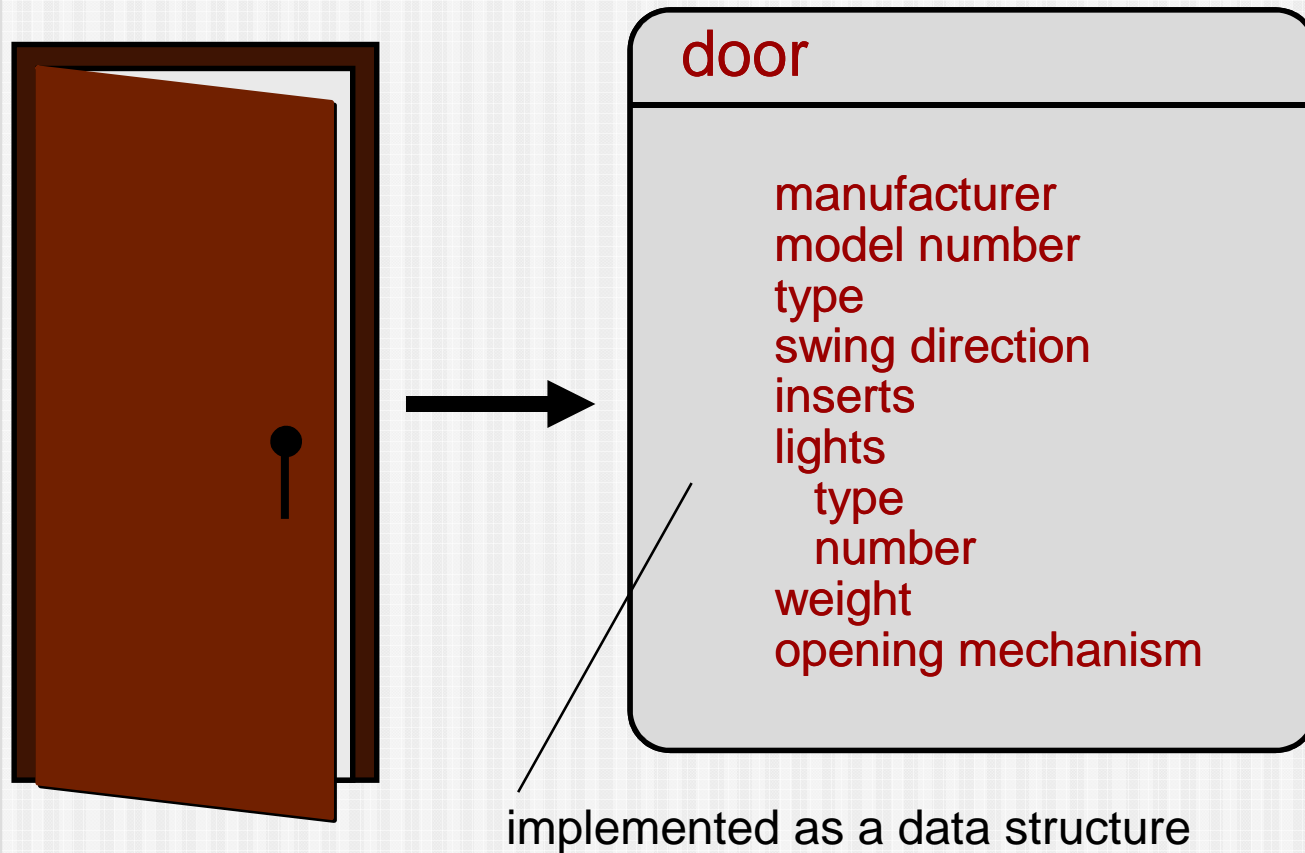 door
manufacturer
model number
type
swing direction
inserts
lights
type
number
weight
opening mechanism
implemented as a data structure